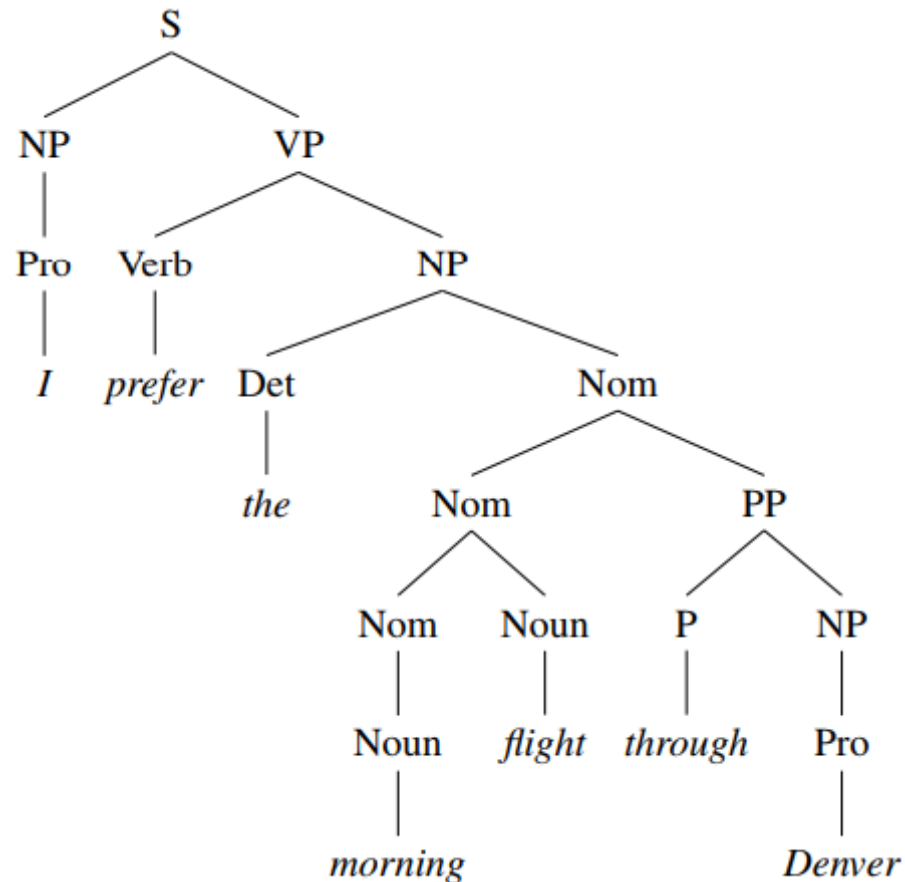 S
NP VP
Pro Verb NP
I prefer Det Nom
the Nom PP
Nom Noun P NP
Noun flight through Pro
morning Denver